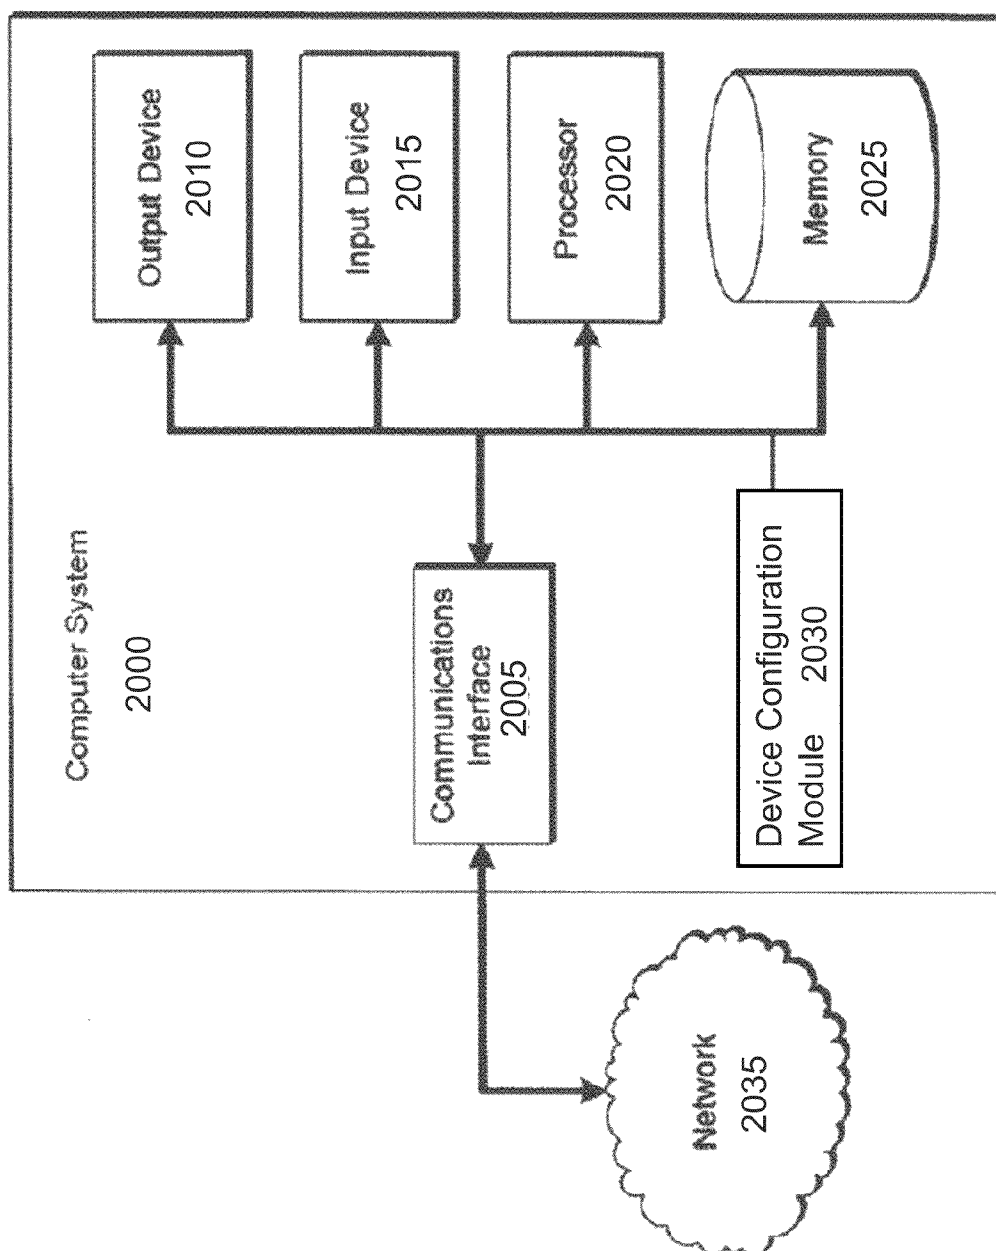 Computer System
2000
Output Device
2010
Input Device
2015
Processor
2020
Memory
2025
Communications
Interface
2005
Device Configuration
Module 2030
Network
2035